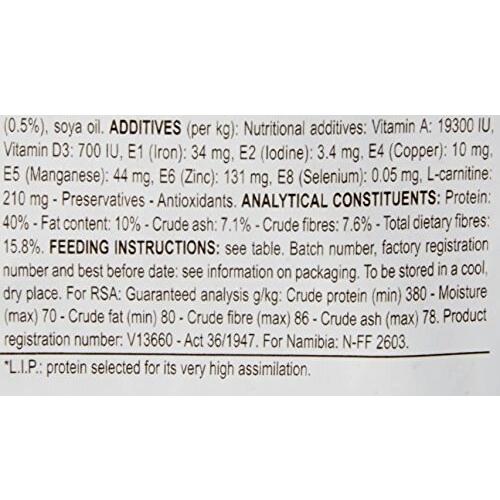 (0.5%), soya oil. ADDITIVES (per kg): Nutritional additives: Vitamin A: 19300 IU,
Vitamin D3: 700 IU, E1 (Iron): 34 mg, E2 (Iodine): 3.4 mg, E4 (Copper): 10 mg,
E5 (Manganese): 44 mg, E6 (Zinc): 131 mg, E8 (Selenium): 0.05 mg, L-carnitine:
210 mg - Preservatives - Antioxidants. ANALYTICAL CONSTITUENTS: Protein:
40% - Fat content: 10% - Crude ash: 7.1% - Crude fibres: 7.6% - Total dietary fibres:
15.8%. FEEDING INSTRUCTIONS: see table. Batch number, factory registration
number and best before date: see information on packaging. To be stored in a cool,
dry place. For RSA: Guaranteed analysis g/kg: Crude protein (min) 380 - Moisture
(max) 70 - Crude fat (min) 80 - Crude fibre (max) 86 - Crude ash (max) 78. Product
registration number: V13660 - Act 36/1947. For Namibia: N-FF 2603.
*L.I.P.: protein selected for its very high assimilation.